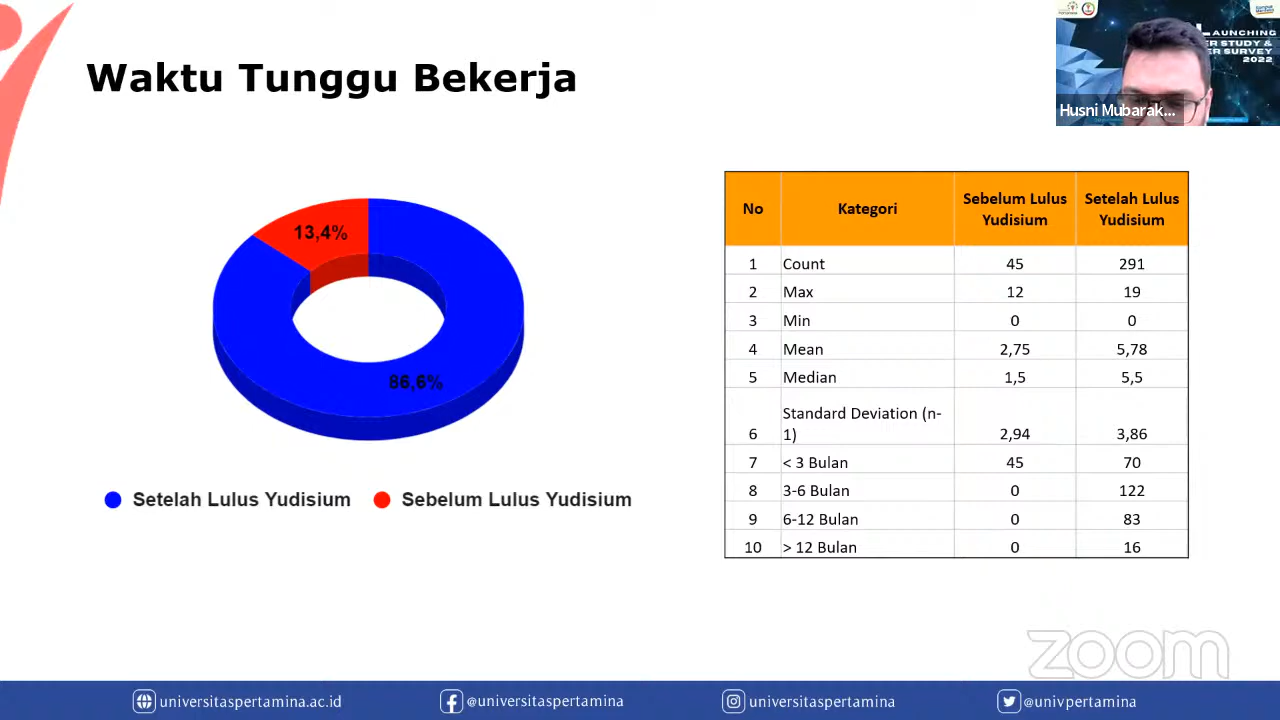 Waktu Tunggu Bekerja
LAUNCHING
ER STUDY &
ER SURVEY
2022
Husni Mubarak...
13,4%
86,6%
Setelah Lulus Yudisium
Sebelum Lulus Yudisium
No Kategori Sebelum Lulus Yudisium Setelah Lulus Yudisium
1 Count 45 291
2 Max 12 19
3 Min 0 0
4 Mean 2,75 5,78
5 Median 1,5 5,5
6 Standard Deviation (n-1) 2,94 3,86
7 < 3 Bulan 45 70
8 3-6 Bulan 0 122
9 6-12 Bulan 0 83
10 > 12 Bulan 0 16
zoom
universitaspertamina.ac.id
@universitaspertamina
universitaspertamina
@univpertamina